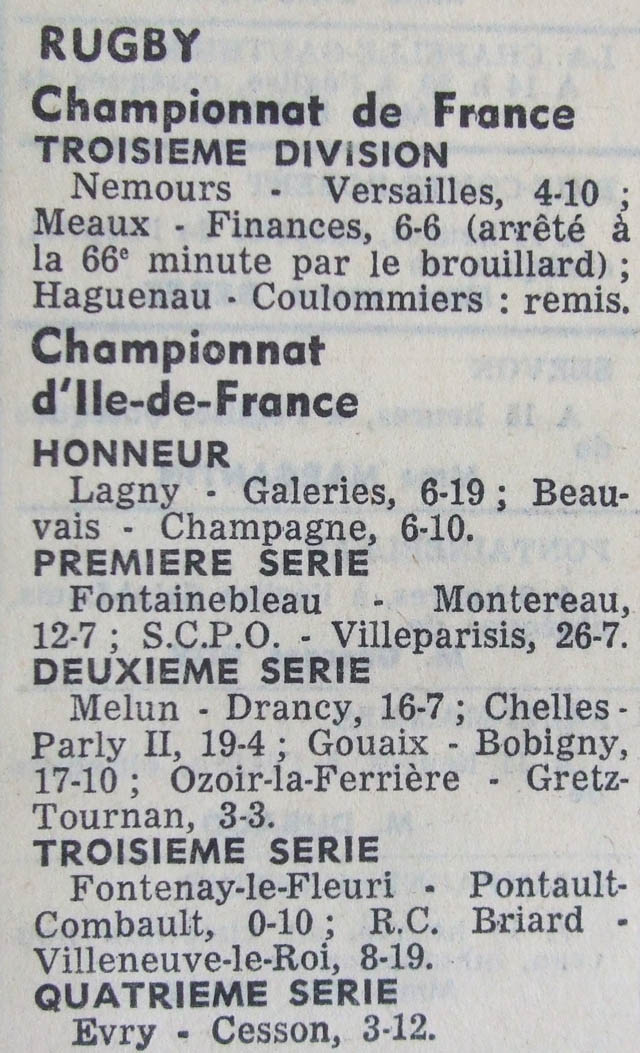 RUGBY
Championnat de France
TROISIEME DIVISION
Nemours - Versailles, 4-10 ;
Meaux - Finances, 6-6 (arrêté à
la 66e minute par le brouillard) ;
Haguenau - Coulommiers : remis.
Championnat
d'Ile-de-France
HONNEUR
Lagny - Galeries, 6-19 ; Beau-
vais - Champagne, 6-10.
PREMIERE SERIE
Fontainebleau - Montereau,
12-7 ; S.C.P.O. - Villeparisis, 26-7.
DEUXIEME SERIE
Melun - Drancy, 16-7 ; Chelles -
Parly II, 19-4 ; Gouaix - Bobigny,
17-10 ; Ozoir-la-Ferrière - Gretz-
Tournan, 3-3.
TROISIEME SERIE
Fontenay-le-Fleuri - Pontault-
Combault, 0-10 ; R.C. Briard -
Villeneuve-le-Roi, 8-19.
QUATRIEME SERIE
Evry - Cesson, 3-12.